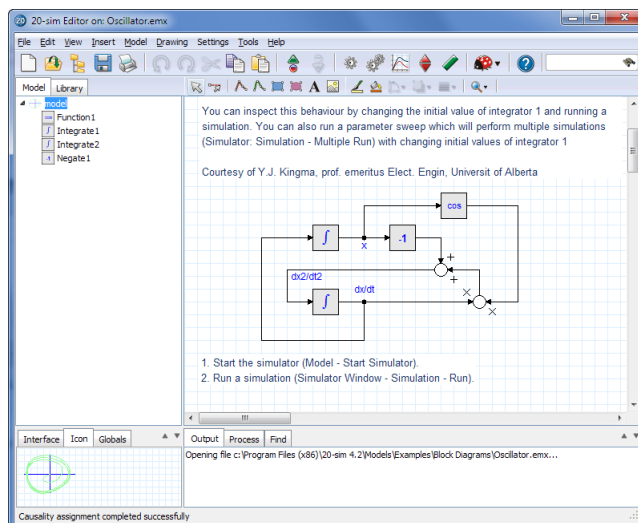 20-sim Editor on: Oscillator.emx
File Edit View Insert Model Drawing Settings Tools Help
Model Library
model
Function1
Integrate1
Integrate2
Negate1
You can inspect this behaviour by changing the initial value of integrator 1 and running a
simulation. You can also run a parameter sweep which will perform multiple simulations
(Simulator: Simulation - Multiple Run) with changing initial values of integrator 1
Courtesy of Y.J. Kingma, prof. emeritus Elect. Engin, Universit of Alberta
cos
∫ x -1
+
dx2/dt2 +
∫ dx/dt ×
×
1. Start the simulator (Model - Start Simulator).
2. Run a simulation (Simulator Window - Simulation - Run).
Interface Icon Globals
Output Process Find
Opening file c:\Program Files (x86)\20-sim 4.2\Models\Examples\Block Diagrams\Oscillator.emx...
Causality assignment completed successfully